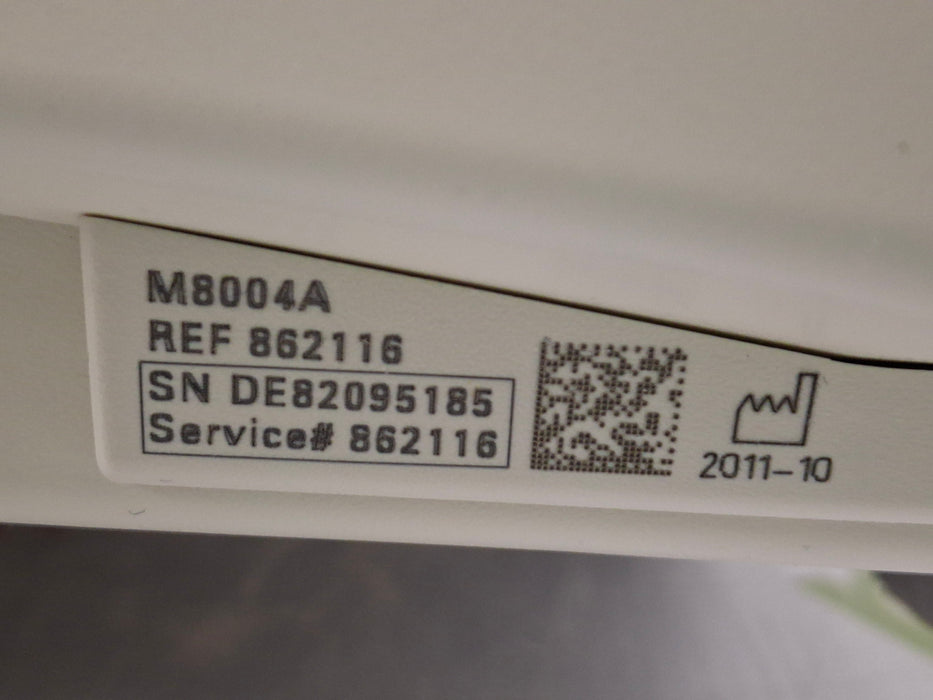 M8004A
REF 862116
SN DE82095185
Service# 862116
2011-10